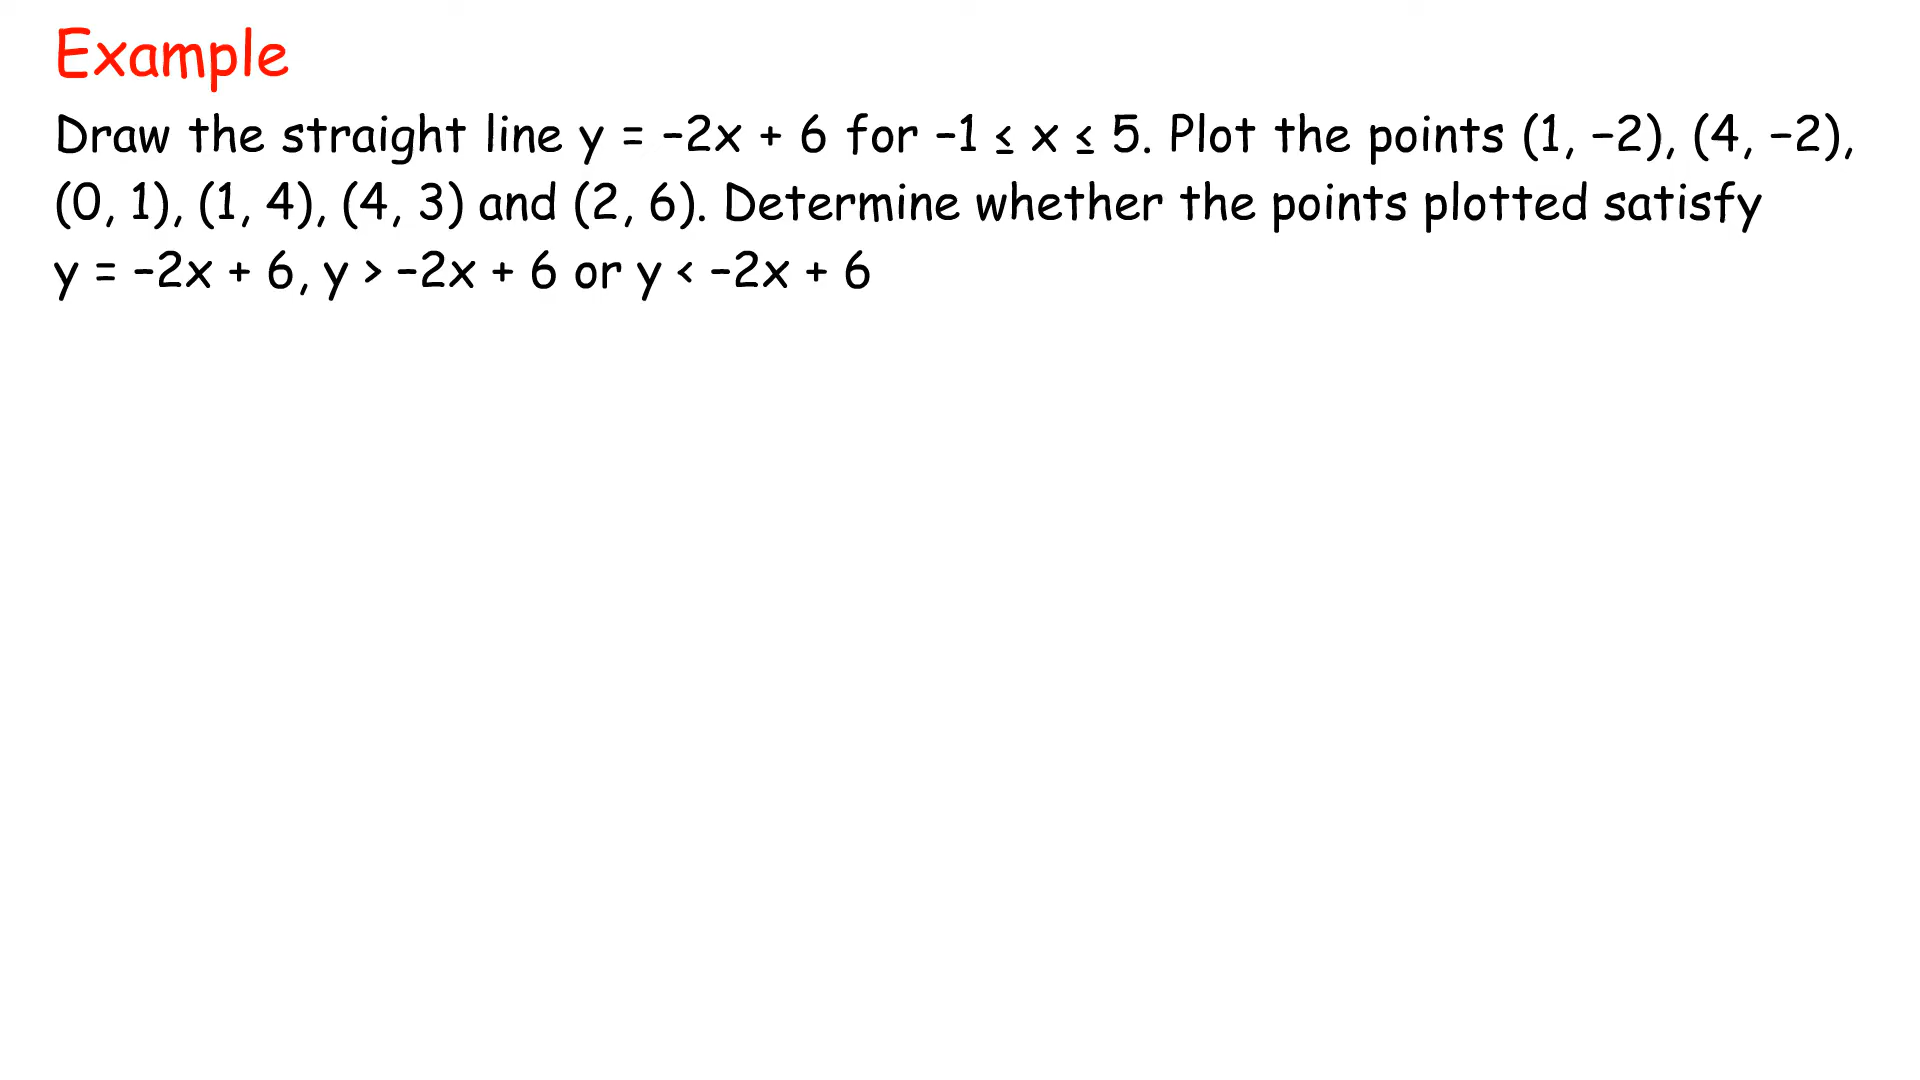 Example
Draw the straight line y = –2x + 6 for –1 ≤ x ≤ 5. Plot the points (1, −2), (4, −2),
(0, 1), (1, 4), (4, 3) and (2, 6). Determine whether the points plotted satisfy
y = –2x + 6, y > –2x + 6 or y < –2x + 6